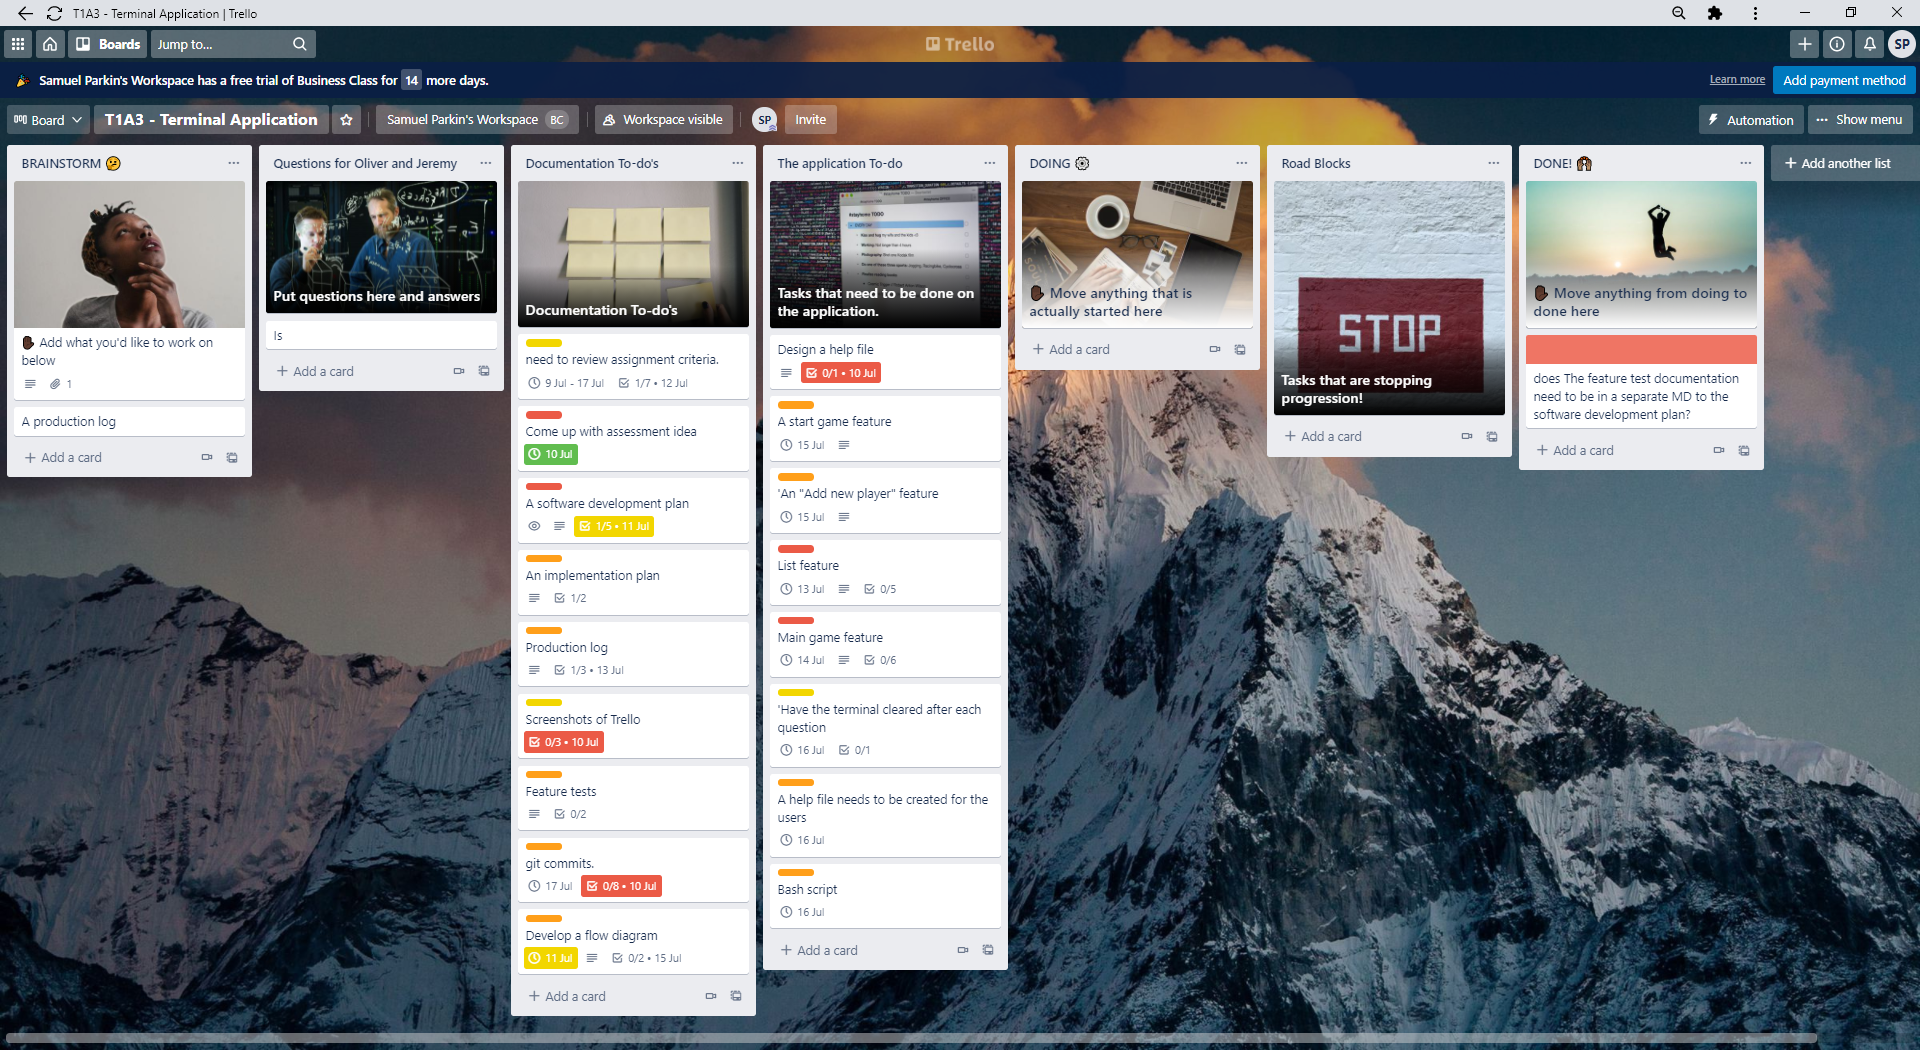 T1A3 - Terminal Application | Trello
Boards
Jump to...
Trello
SP
Samuel Parkin's Workspace has a free trial of Business Class for 14 more days.
Learn more
Add payment method
Board
T1A3 - Terminal Application
Samuel Parkin's Workspace BC
Workspace visible
SP
Invite
Automation
Show menu
BRAINSTORM
Add what you'd like to work on
below
1
A production log
Add a card
Questions for Oliver and Jeremy
Put questions here and answers
Is
Add a card
Documentation To-do's
Documentation To-do's
need to review assignment criteria.
9 Jul - 17 Jul 1/7 • 12 Jul
Come up with assessment idea
10 Jul
A software development plan
1/5 • 11 Jul
An implementation plan
1/2
Production log
1/3 • 13 Jul
Screenshots of Trello
0/3 • 10 Jul
Feature tests
0/2
git commits.
17 Jul 0/8 • 10 Jul
Develop a flow diagram
11 Jul 0/2 • 15 Jul
Add a card
The application To-do
Tasks that need to be done on
the application.
Design a help file
0/1 • 10 Jul
A start game feature
15 Jul
'An "Add new player" feature
15 Jul
List feature
13 Jul 0/5
Main game feature
14 Jul 0/6
'Have the terminal cleared after each
question
16 Jul 0/1
A help file needs to be created for the
users
16 Jul
Bash script
16 Jul
Add a card
DOING
Move anything that is
actually started here
Add a card
Road Blocks
STOP
Tasks that are stopping
progression!
Add a card
DONE!
Move anything from doing to
done here
does The feature test documentation
need to be in a separate MD to the
software development plan?
Add a card
Add another list